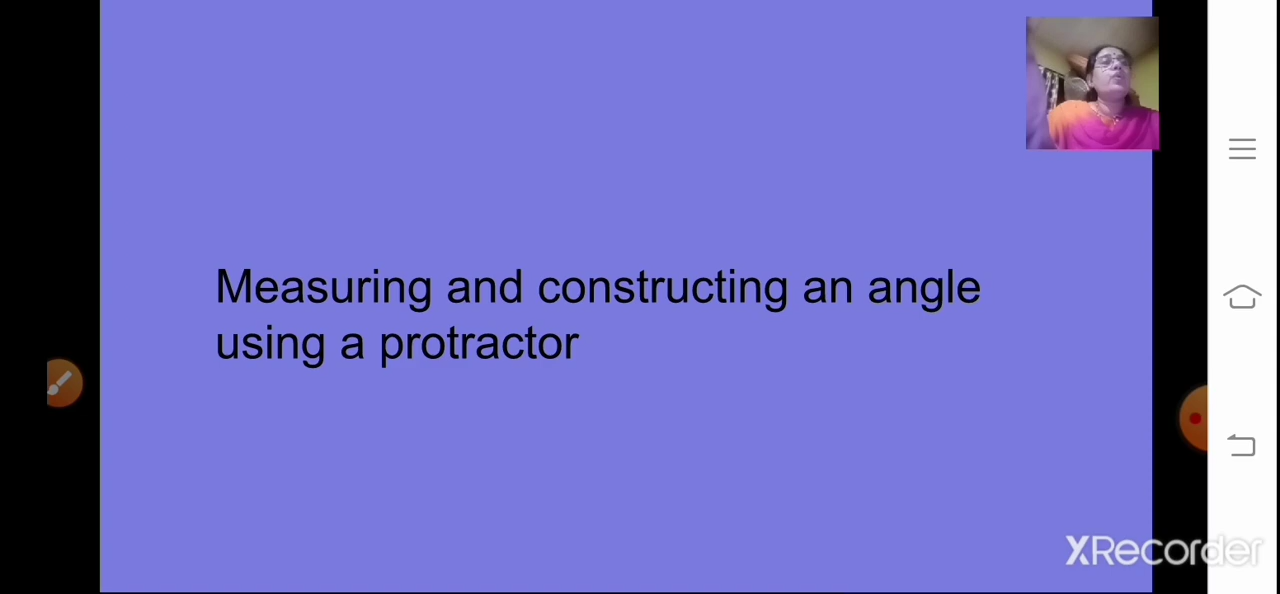 Measuring and constructing an angle
using a protractor
XRecorder